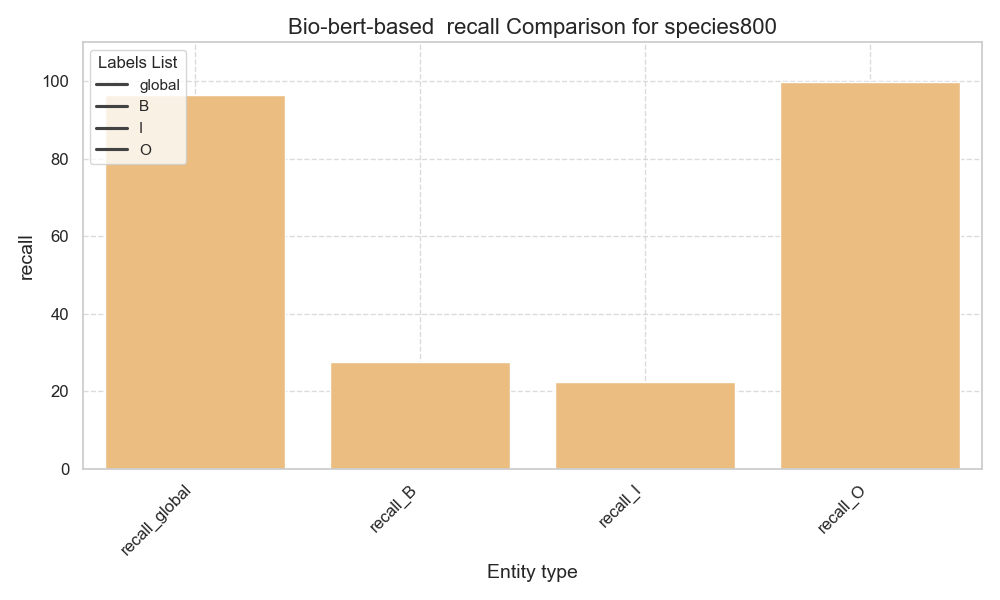 Bio-bert-based  recall Comparison for species800
Labels List
global
B
I
O
recall
100
80
60
40
20
0
recall_global
recall_B
recall_I
recall_O
Entity type